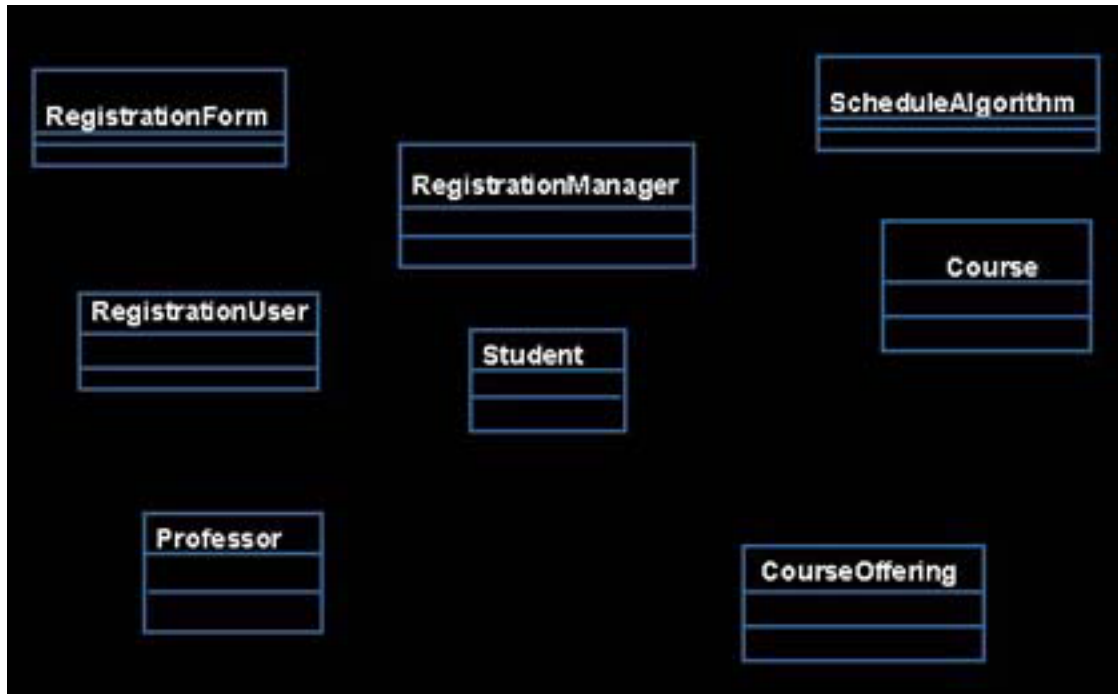 RegistrationForm
ScheduleAlgorithm
RegistrationManager
Course
RegistrationUser
Student
Professor
CourseOffering